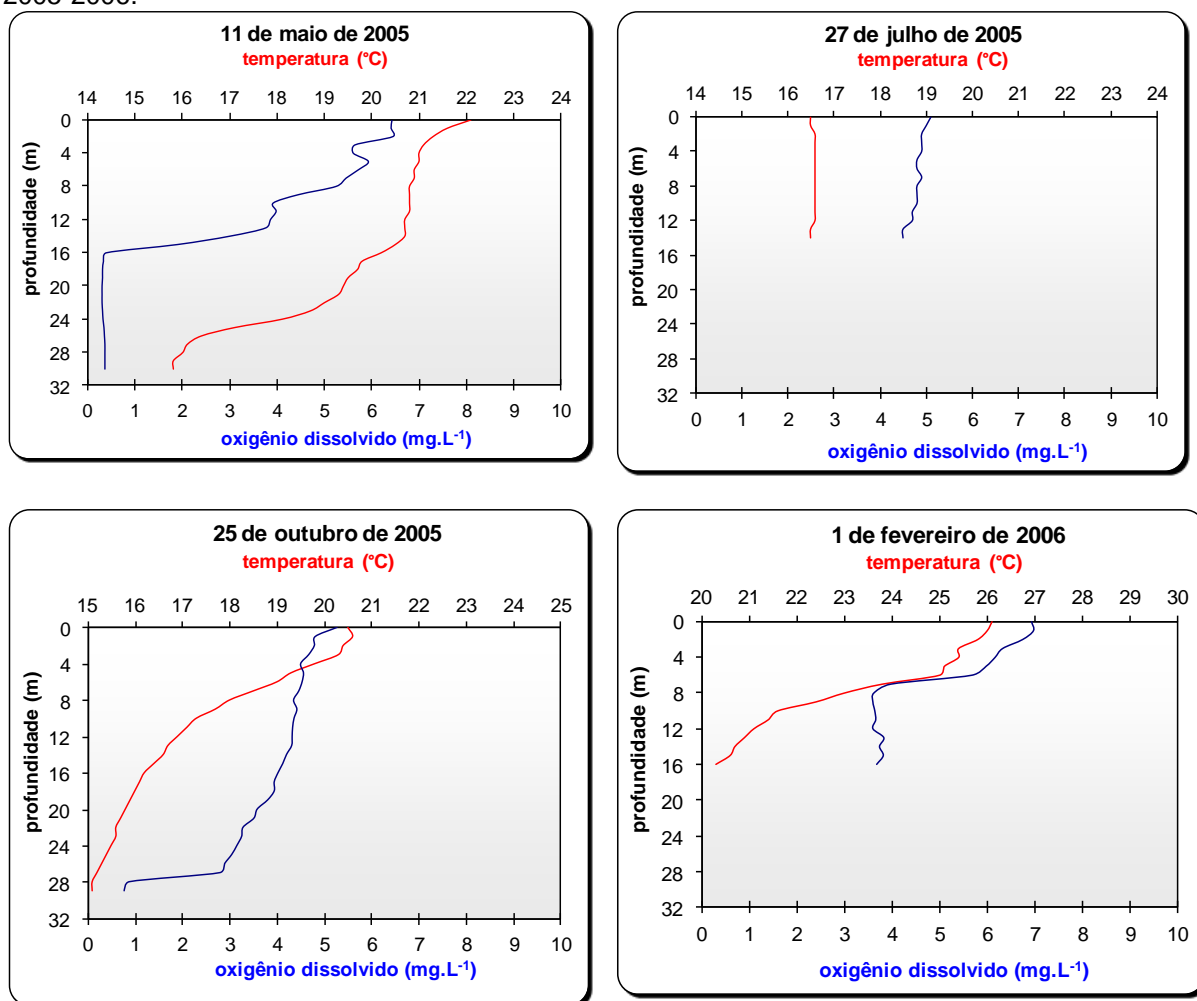 2005-2006.
11 de maio de 2005
temperatura (°C)
14 15 16 17 18 19 20 21 22 23 24
profundidade (m)
0
4
8
12
16
20
24
28
32
0 1 2 3 4 5 6 7 8 9 10
oxigênio dissolvido (mg.L⁻¹)
27 de julho de 2005
temperatura (°C)
14 15 16 17 18 19 20 21 22 23 24
profundidade (m)
0
4
8
12
16
20
24
28
32
0 1 2 3 4 5 6 7 8 9 10
oxigênio dissolvido (mg.L⁻¹)
25 de outubro de 2005
temperatura (°C)
15 16 17 18 19 20 21 22 23 24 25
profundidade (m)
0
4
8
12
16
20
24
28
32
0 1 2 3 4 5 6 7 8 9 10
oxigênio dissolvido (mg.L⁻¹)
1 de fevereiro de 2006
temperatura (°C)
20 21 22 23 24 25 26 27 28 29 30
profundidade (m)
0
4
8
12
16
20
24
28
32
0 1 2 3 4 5 6 7 8 9 10
oxigênio dissolvido (mg.L⁻¹)